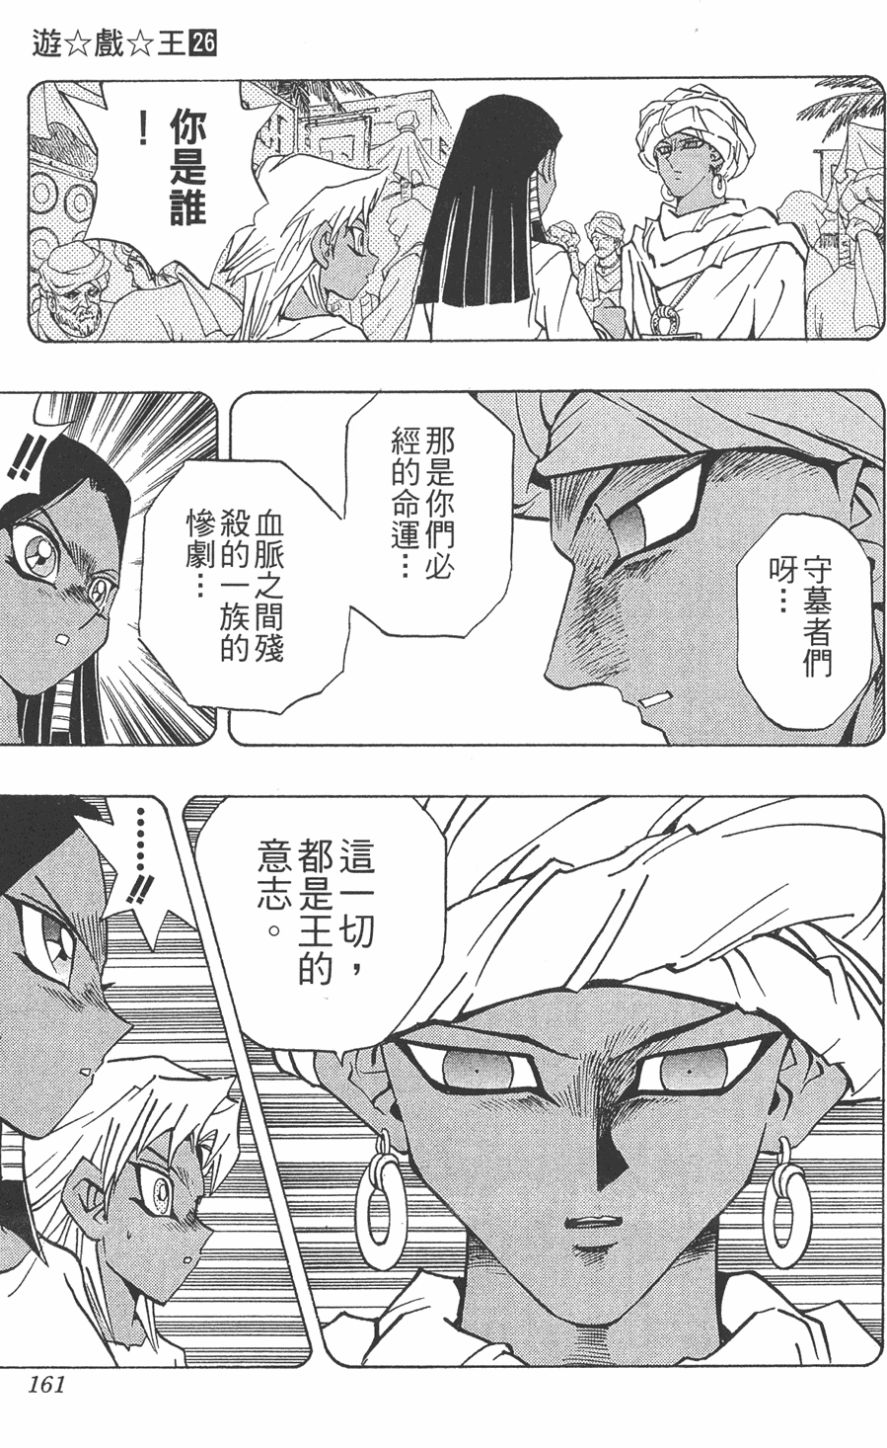 遊☆戲☆王26
你是誰
！
守墓者們
呀…
那是你們必
經的命運…
血脈之間殘
殺的一族的
慘劇…
!!
這一切，
都是王的
意志。
……!!
161